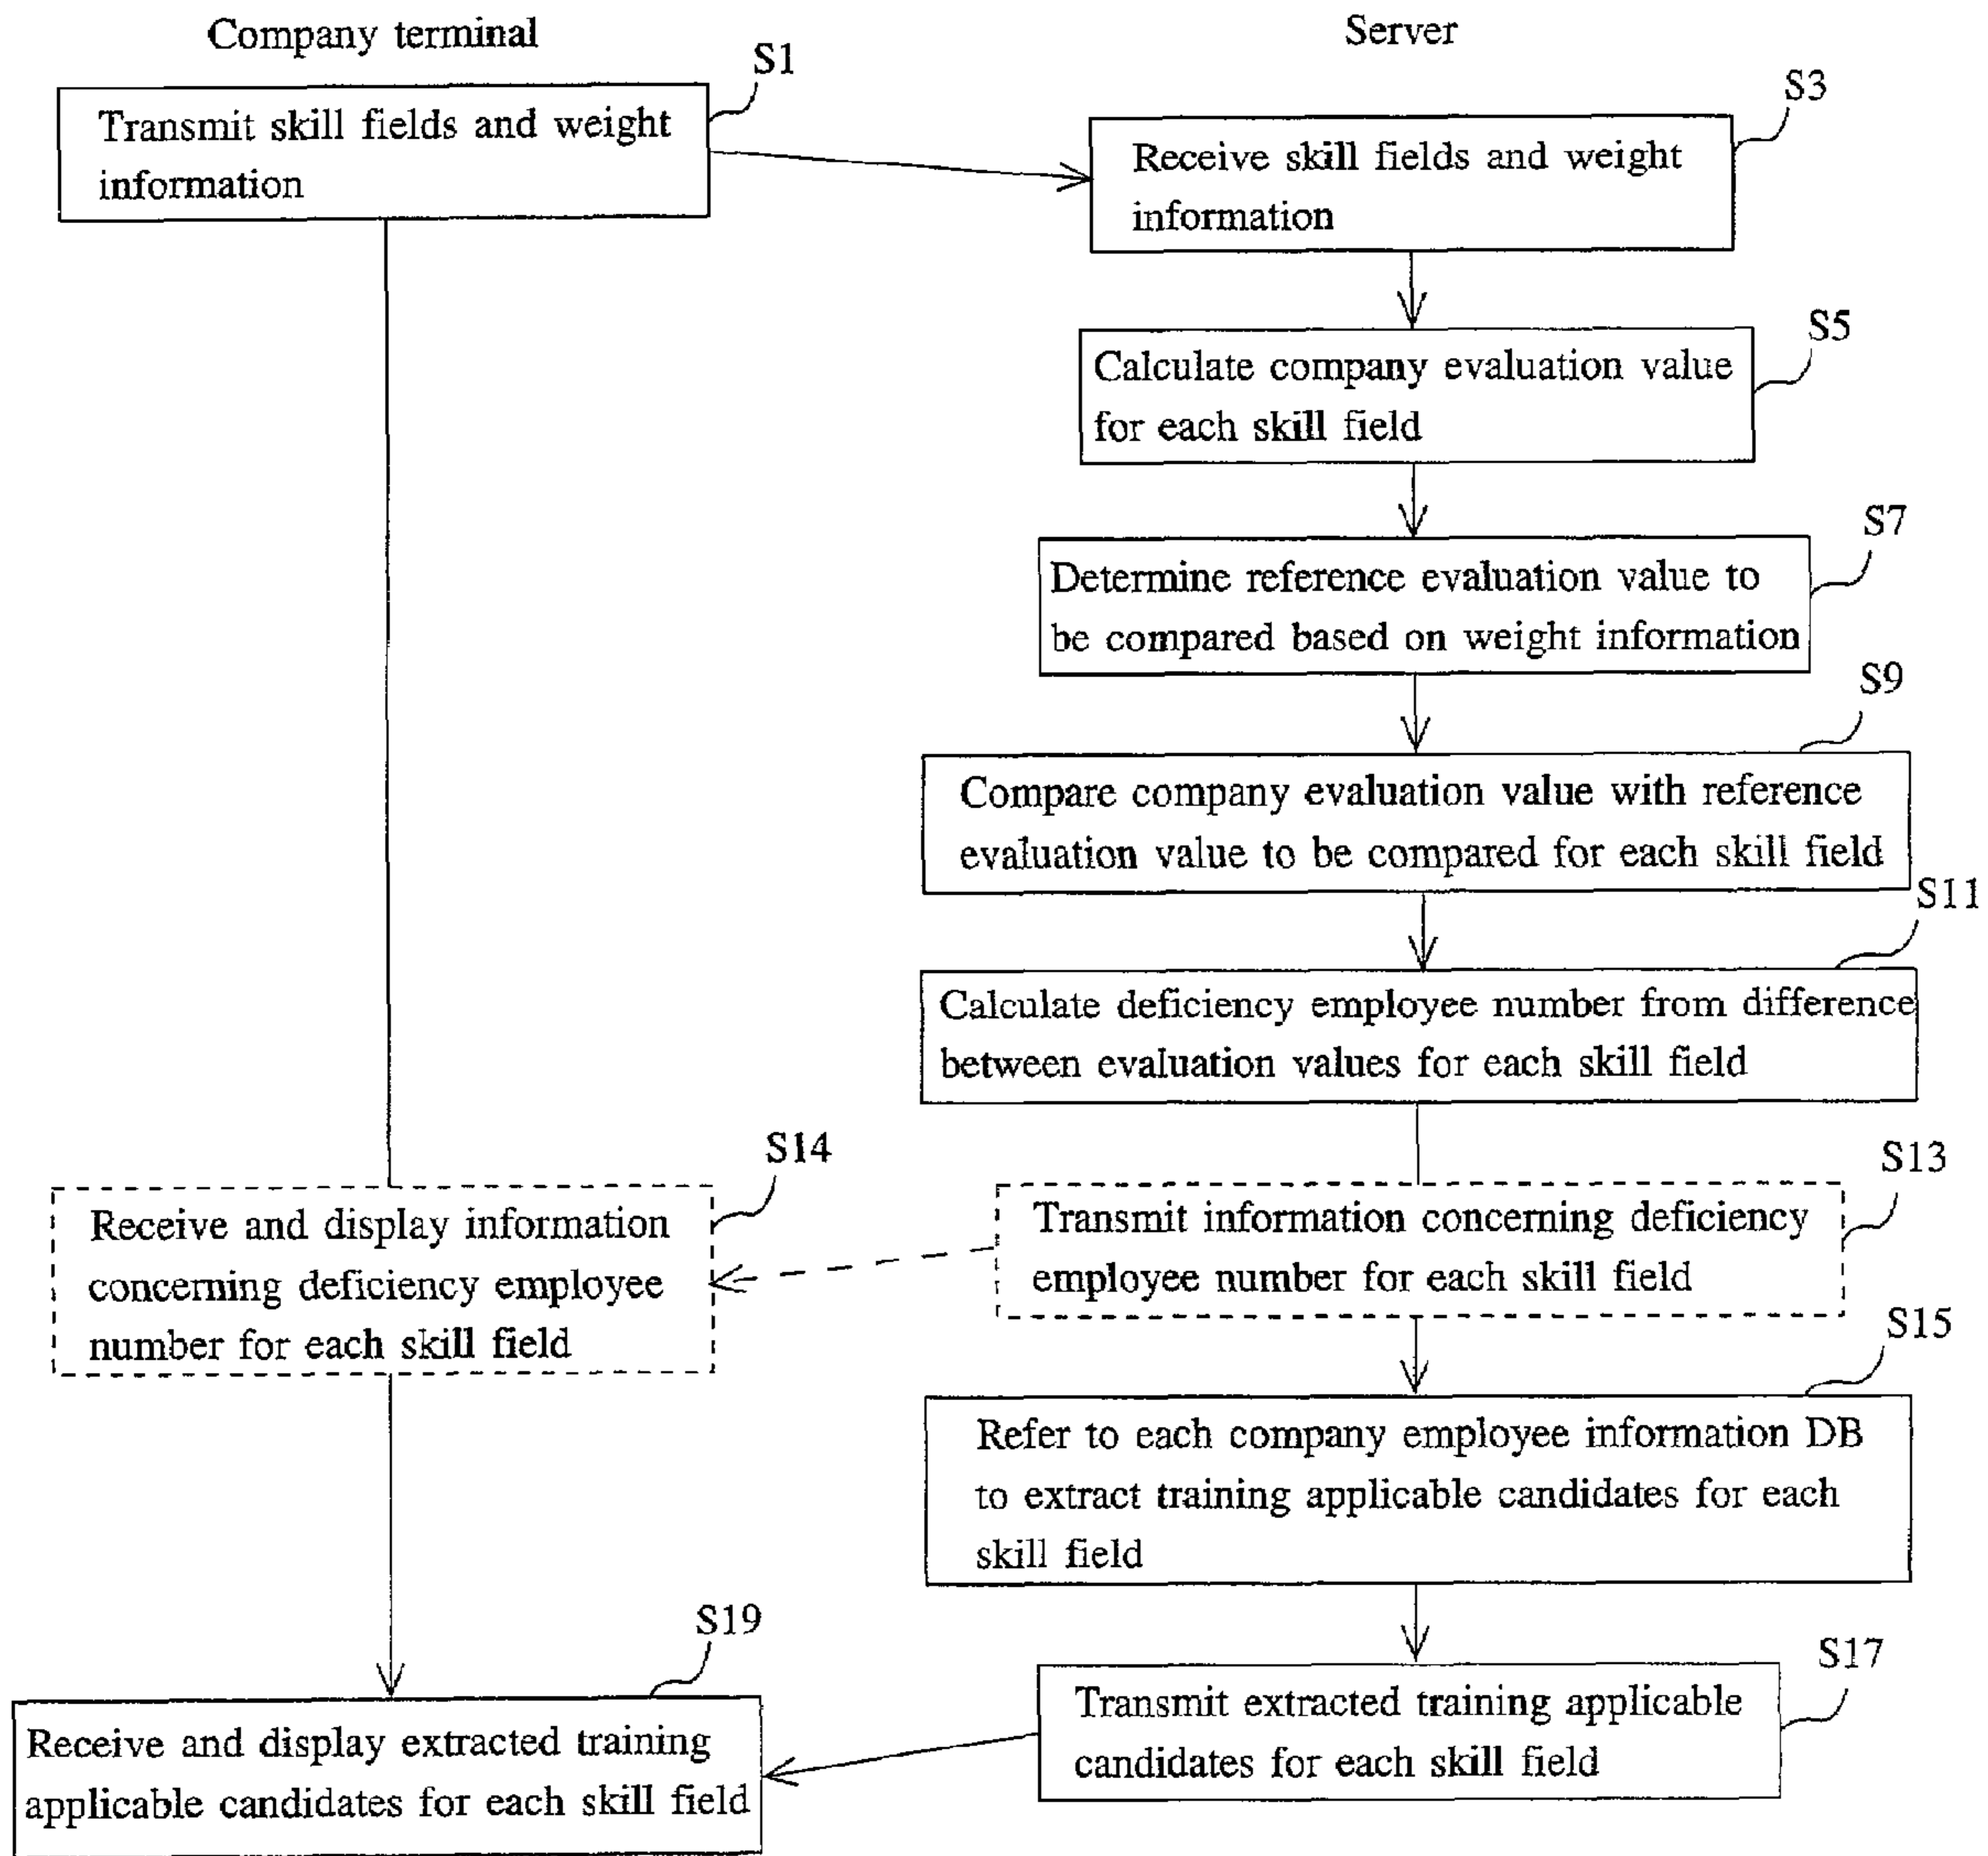 Company terminal
Server
S1
Transmit skill fields and weight
information
S3
Receive skill fields and weight
information
S5
Calculate company evaluation value
for each skill field
S7
Determine reference evaluation value to
be compared based on weight information
S9
Compare company evaluation value with reference
evaluation value to be compared for each skill field
S11
Calculate deficiency employee number from difference
between evaluation values for each skill field
S14
Receive and display information
concerning deficiency employee
number for each skill field
S13
Transmit information concerning deficiency
employee number for each skill field
S15
Refer to each company employee information DB
to extract training applicable candidates for each
skill field
S19
Receive and display extracted training
applicable candidates for each skill field
S17
Transmit extracted training applicable
candidates for each skill field